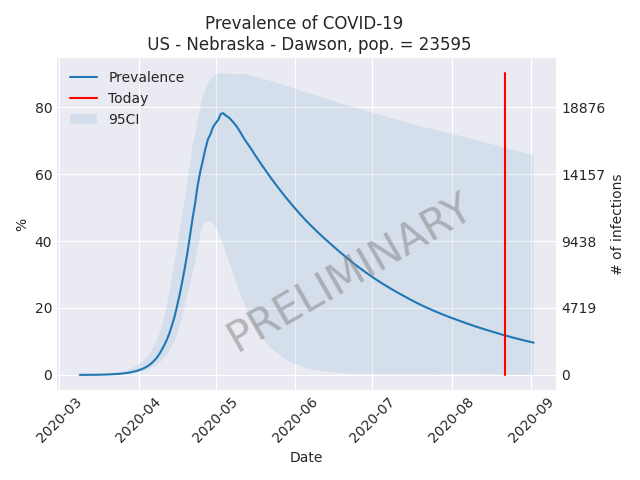 Prevalence of COVID-19
US - Nebraska - Dawson, pop. = 23595
Prevalence
Today
95CI
%
80
60
40
20
0
18876
14157
9438
4719
0
# of infections
PRELIMINARY
2020-03
2020-04
2020-05
2020-06
2020-07
2020-08
2020-09
Date